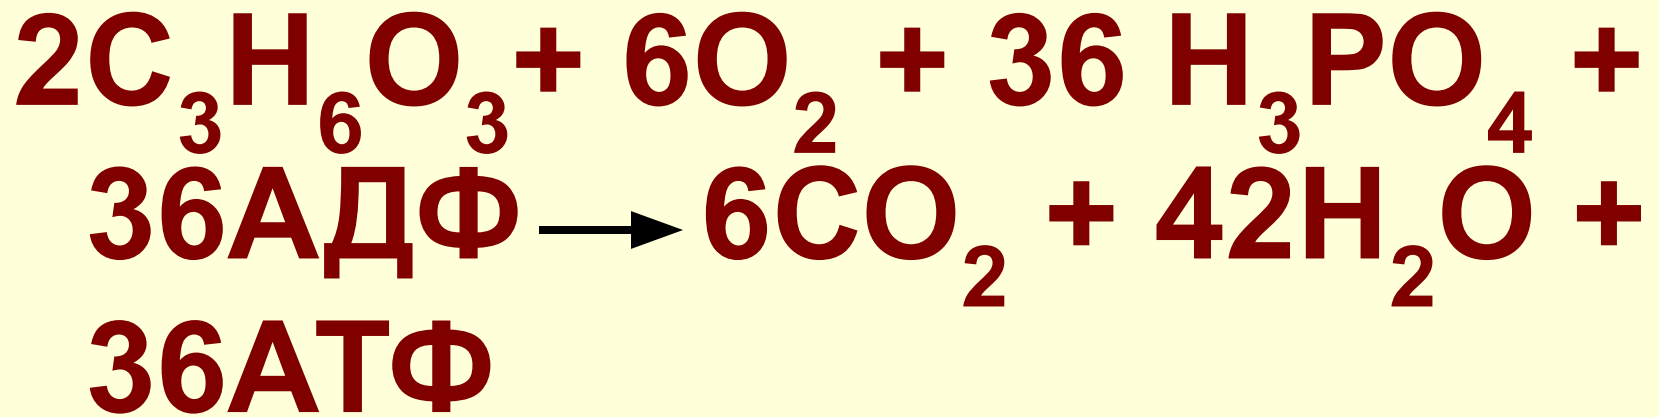 2C₃H₆O₃+ 6O₂ + 36 H₃PO₄ +
36АДФ → 6CO₂ + 42H₂O +
36АТФ